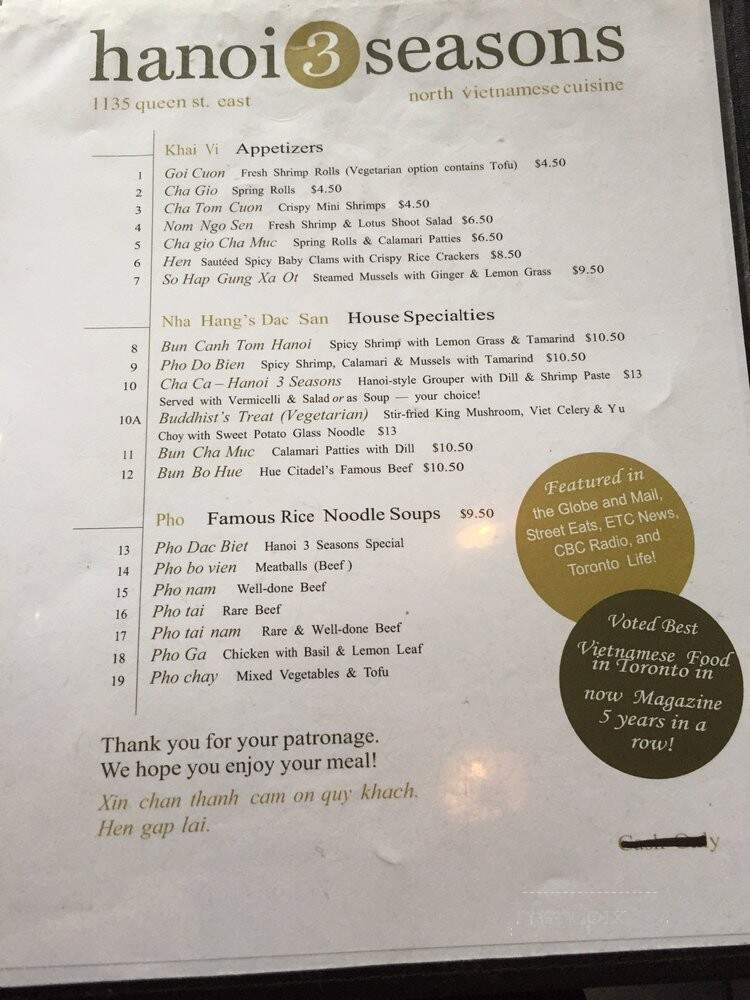 hanoi 3 seasons
1135 queen st. east
north vietnamese cuisine
Khai Vi Appetizers
1 Goi Cuon Fresh Shrimp Rolls (Vegetarian option contains Tofu) $4.50
2 Cha Gio Spring Rolls $4.50
3 Cha Tom Cuon Crispy Mini Shrimps $4.50
4 Nom Ngo Sen Fresh Shrimp & Lotus Shoot Salad $6.50
5 Cha gio Cha Muc Spring Rolls & Calamari Patties $6.50
6 Hen Sautéed Spicy Baby Clams with Crispy Rice Crackers $8.50
7 So Hap Gung Xa Ot Steamed Mussels with Ginger & Lemon Grass $9.50
Nha Hang's Dac San House Specialties
8 Bun Canh Tom Hanoi Spicy Shrimp with Lemon Grass & Tamarind $10.50
9 Pho Do Bien Spicy Shrimp, Calamari & Mussels with Tamarind $10.50
10 Cha Ca – Hanoi 3 Seasons Hanoi-style Grouper with Dill & Shrimp Paste $13
Served with Vermicelli & Salad or as Soup — your choice!
10A Buddhist's Treat (Vegetarian) Stir-fried King Mushroom, Viet Celery & Yu
Choy with Sweet Potato Glass Noodle $13
11 Bun Cha Muc Calamari Patties with Dill $10.50
12 Bun Bo Hue Hue Citadel's Famous Beef $10.50
Pho Famous Rice Noodle Soups $9.50
13 Pho Dac Biet Hanoi 3 Seasons Special
14 Pho bo vien Meatballs (Beef)
15 Pho nam Well-done Beef
16 Pho tai Rare Beef
17 Pho tai nam Rare & Well-done Beef
18 Pho Ga Chicken with Basil & Lemon Leaf
19 Pho chay Mixed Vegetables & Tofu
Featured in
the Globe and Mail,
Street Eats, ETC News,
CBC Radio, and
Toronto Life!
Voted Best
Vietnamese Food
in Toronto in
now Magazine
5 years in a
row!
Thank you for your patronage.
We hope you enjoy your meal!
Xin chan thanh cam on quy khach.
Hen gap lai.
Cash Only